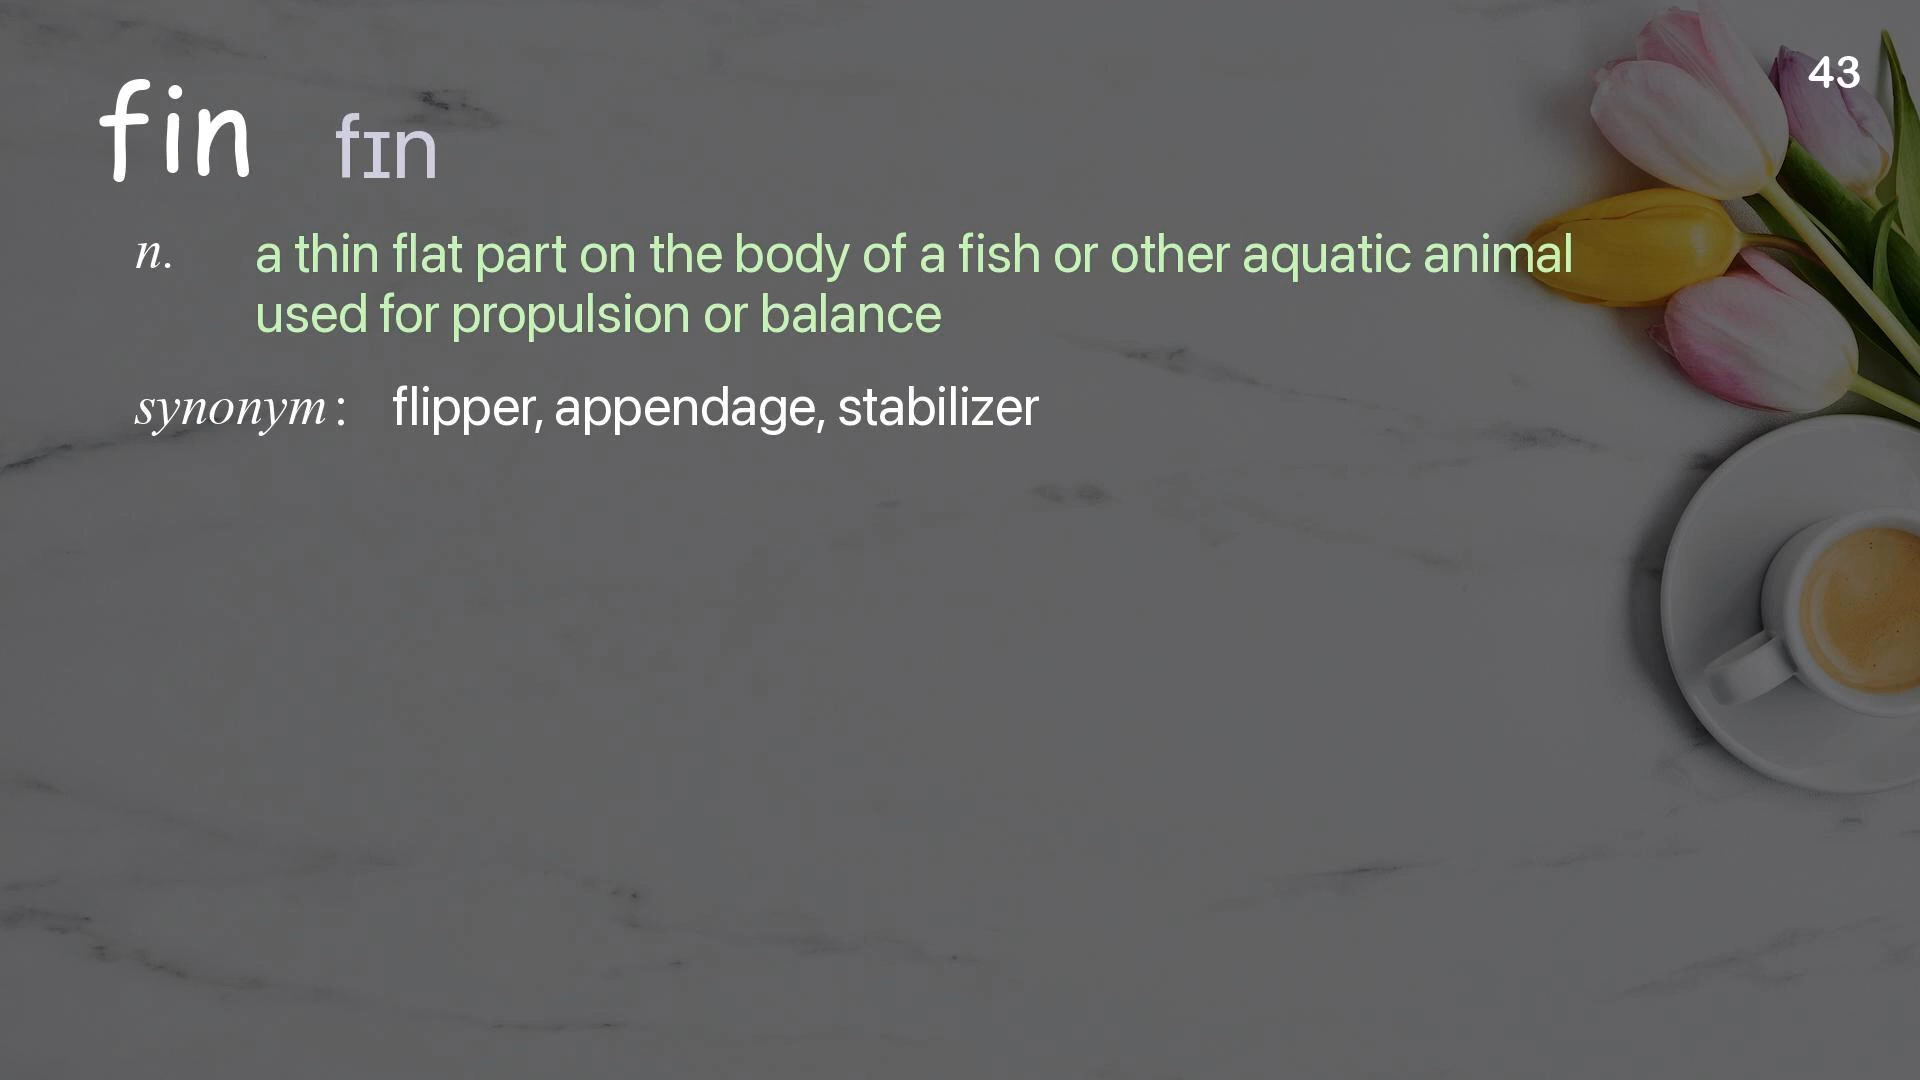 43
fin fɪn
n. a thin flat part on the body of a fish or other aquatic animal
used for propulsion or balance
synonym: flipper, appendage, stabilizer